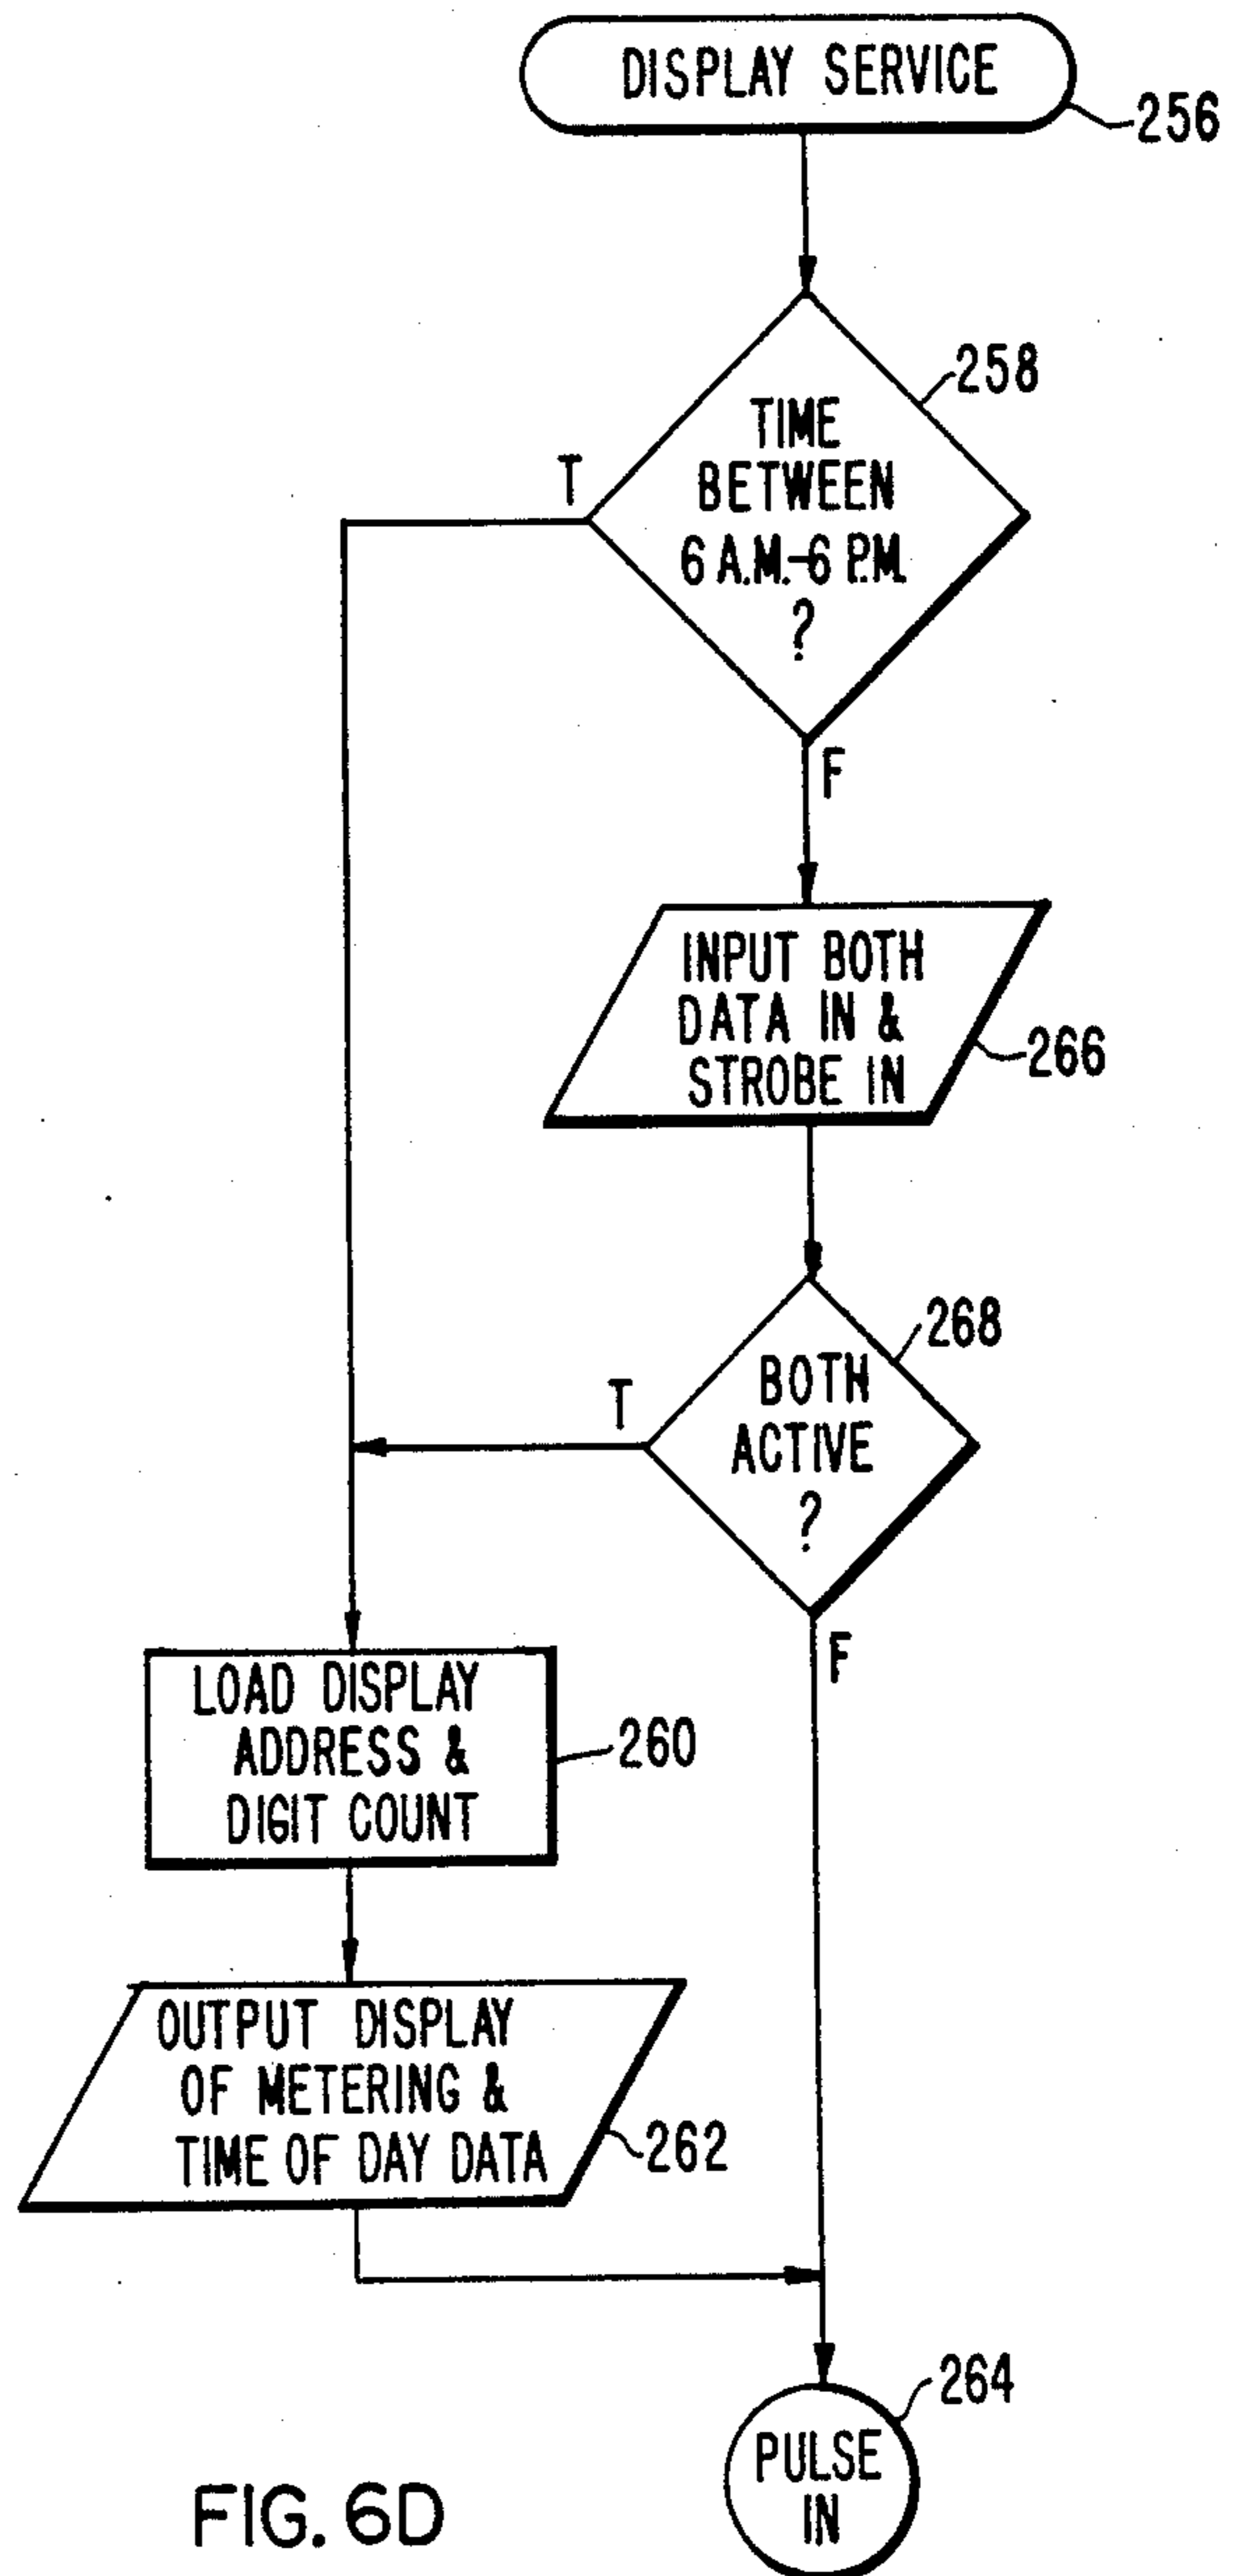 DISPLAY SERVICE
256
258
TIME
BETWEEN
6 A.M.-6 P.M.
?
T
F
INPUT BOTH
DATA IN &
STROBE IN
266
268
BOTH
ACTIVE
?
T
F
LOAD DISPLAY
ADDRESS &
DIGIT COUNT
260
OUTPUT DISPLAY
OF METERING &
TIME OF DAY DATA
262
264
PULSE
IN
FIG. 6D